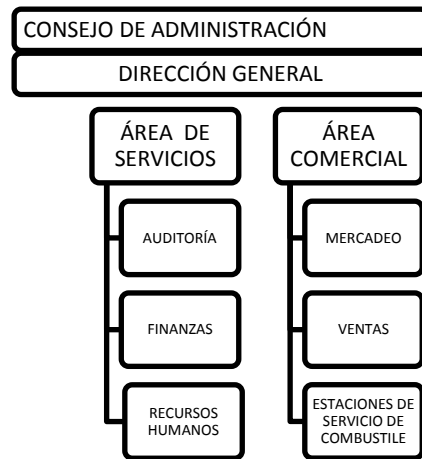 CONSEJO DE ADMINISTRACIÓN
DIRECCIÓN GENERAL
ÁREA DE
SERVICIOS
AUDITORÍA
FINANZAS
RECURSOS
HUMANOS
ÁREA
COMERCIAL
MERCADEO
VENTAS
ESTACIONES DE
SERVICIO DE
COMBUSTILE